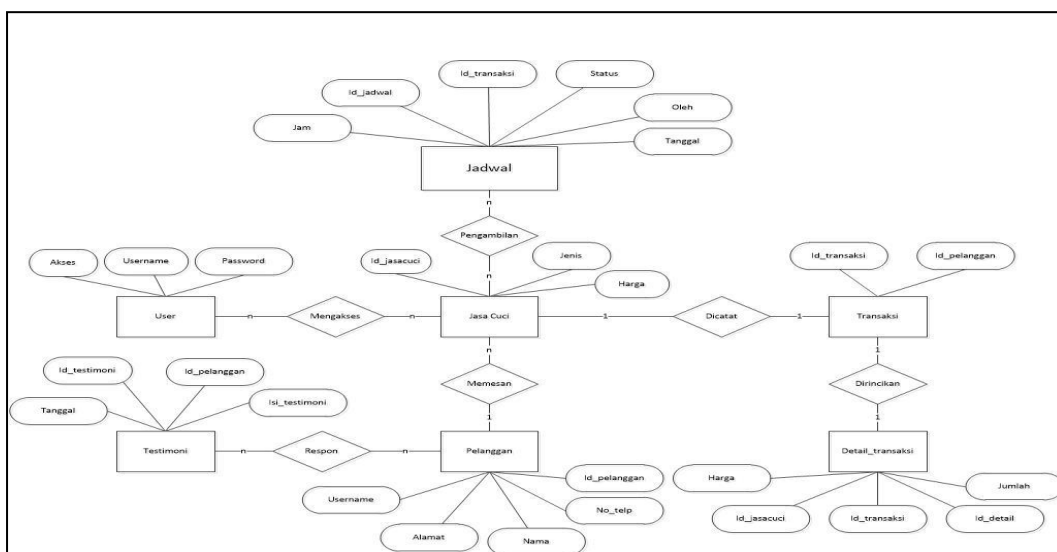 Id_transaksi
Status
Id_jadwal
Oleh
Jam
Tanggal
Jadwal
n
Pengambilan
n
Id_jasacuci
Jenis
Harga
Akses
Username
Password
User
n
Mengakses
n
Jasa Cuci
1
Dicatat
1
Transaksi
Id_transaksi
Id_pelanggan
n
Memesan
1
1
Dirincikan
1
Id_testimoni
Id_pelanggan
Tanggal
Isi_testimoni
Testimoni
n
Respon
n
Pelanggan
Id_pelanggan
Username
No_telp
Alamat
Nama
Detail_transaksi
Harga
Jumlah
Id_jasacuci
Id_transaksi
Id_detail